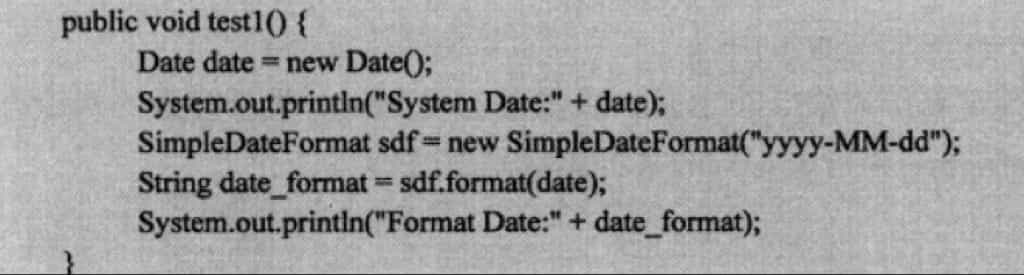 public void test1() {
Date date = new Date();
System.out.println("System Date:" + date);
SimpleDateFormat sdf = new SimpleDateFormat("yyyy-MM-dd");
String date_format = sdf.format(date);
System.out.println("Format Date:" + date_format);
}